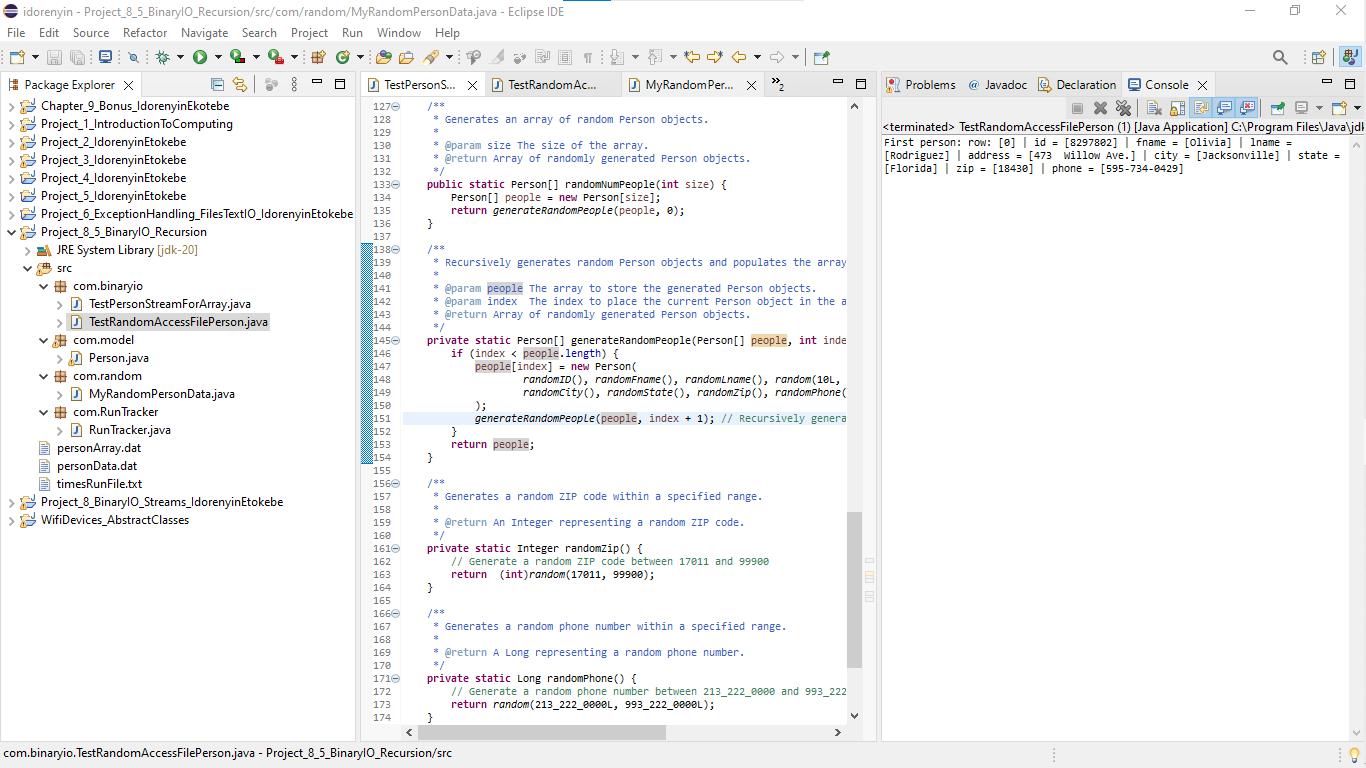 idorenyin - Project_8_5_BinaryIO_Recursion/src/com/random/MyRandomPersonData.java - Eclipse IDE
File Edit Source Refactor Navigate Search Project Run Window Help
Package Explorer
Chapter_9_Bonus_IdorenyinEkotebe
Project_1_IntroductionToComputing
Project_2_IdorenyinEtokebe
Project_3_IdorenyinEtokebe
Project_4_IdorenyinEtokebe
Project_5_IdorenyinEtokebe
Project_6_ExceptionHandling_FilesTextIO_IdorenyinEtokebe
Project_8_5_BinaryIO_Recursion
JRE System Library [jdk-20]
src
com.binaryio
TestPersonStreamForArray.java
TestRandomAccessFilePerson.java
com.model
Person.java
com.random
MyRandomPersonData.java
com.RunTracker
RunTracker.java
personArray.dat
personData.dat
timesRunFile.txt
Project_8_BinaryIO_Streams_IdorenyinEtokebe
WifiDevices_AbstractClasses
TestPersonS... TestRandomAc... MyRandomPer... »2
127 /**
128 * Generates an array of random Person objects.
129 *
130 * @param size The size of the array.
131 * @return Array of randomly generated Person objects.
132 */
133 public static Person[] randomNumPeople(int size) {
134 Person[] people = new Person[size];
135 return generateRandomPeople(people, 0);
136 }
137
138 /**
139 * Recursively generates random Person objects and populates the array
140 *
141 * @param people The array to store the generated Person objects.
142 * @param index The index to place the current Person object in the a
143 * @return Array of randomly generated Person objects.
144 */
145 private static Person[] generateRandomPeople(Person[] people, int inde
146 if (index < people.length) {
147 people[index] = new Person(
148 randomID(), randomFname(), randomLname(), random(10L,
149 randomCity(), randomState(), randomZip(), randomPhone(
150 );
151 generateRandomPeople(people, index + 1); // Recursively genera
152 }
153 return people;
154 }
155
156 /**
157 * Generates a random ZIP code within a specified range.
158 *
159 * @return An Integer representing a random ZIP code.
160 */
161 private static Integer randomZip() {
162 // Generate a random ZIP code between 17011 and 99900
163 return (int)random(17011, 99900);
164 }
165
166 /**
167 * Generates a random phone number within a specified range.
168 *
169 * @return A Long representing a random phone number.
170 */
171 private static Long randomPhone() {
172 // Generate a random phone number between 213_222_0000 and 993_222
173 return random(213_222_0000L, 993_222_0000L);
174 }
Problems @ Javadoc Declaration Console
<terminated> TestRandomAccessFilePerson (1) [Java Application] C:\Program Files\Java\jdk
First person: row: [0] | id = [8297802] | fname = [Olivia] | lname =
[Rodriguez] | address = [473  Willow Ave.] | city = [Jacksonville] | state =
[Florida] | zip = [18430] | phone = [595-734-0429]
com.binaryio.TestRandomAccessFilePerson.java - Project_8_5_BinaryIO_Recursion/src